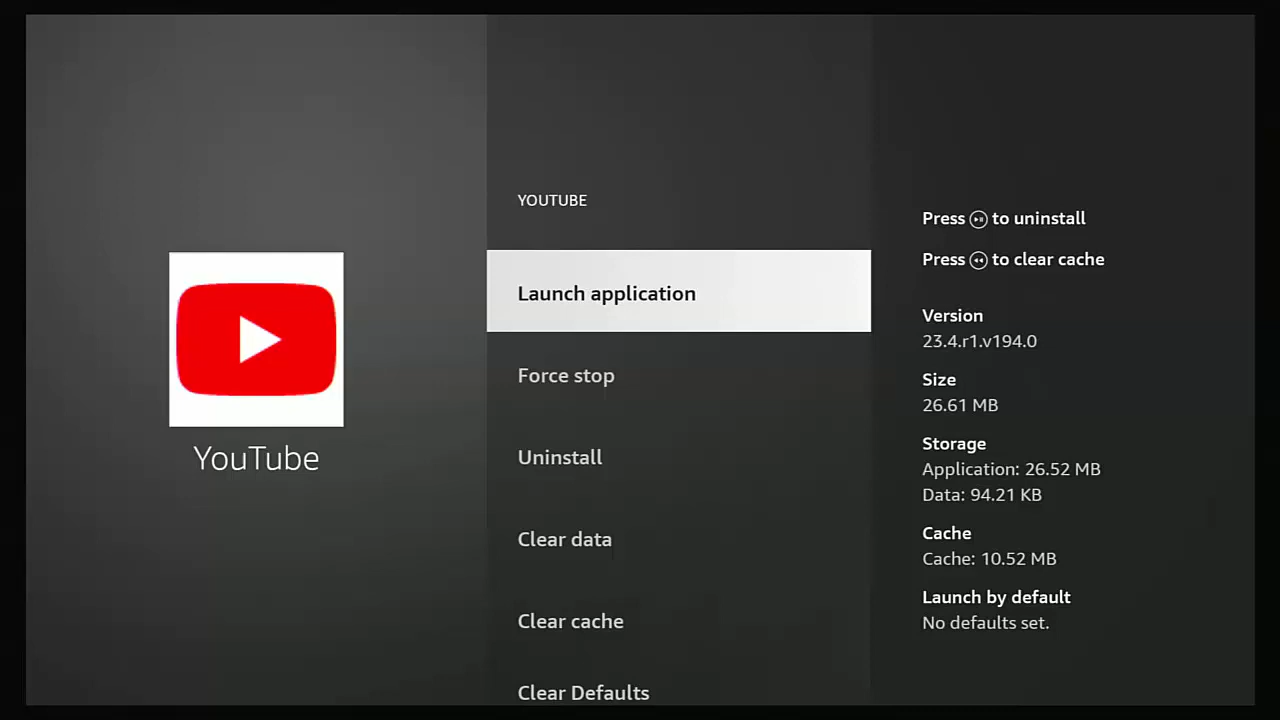 YouTube
YOUTUBE
Launch application
Force stop
Uninstall
Clear data
Clear cache
Clear Defaults
Press to uninstall
Press to clear cache
Version
23.4.r1.v194.0
Size
26.61 MB
Storage
Application: 26.52 MB
Data: 94.21 KB
Cache
Cache: 10.52 MB
Launch by default
No defaults set.